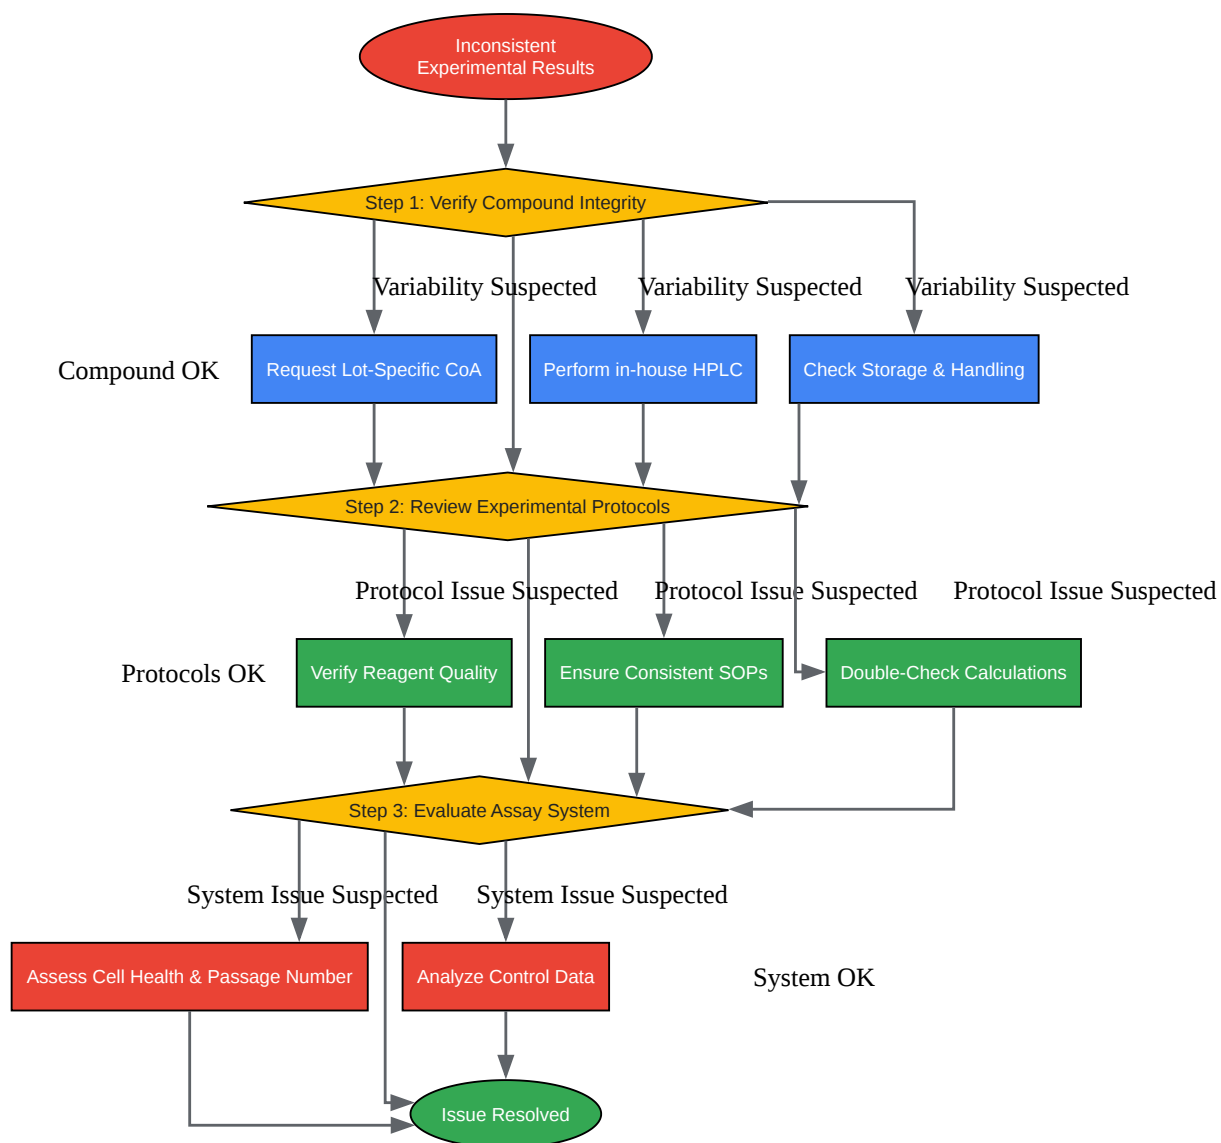 Inconsistent
Experimental Results
Step 1: Verify Compound Integrity
Variability Suspected
Variability Suspected
Variability Suspected
Compound OK
Request Lot-Specific CoA
Perform in-house HPLC
Check Storage & Handling
Step 2: Review Experimental Protocols
Protocol Issue Suspected
Protocol Issue Suspected
Protocol Issue Suspected
Protocols OK
Verify Reagent Quality
Ensure Consistent SOPs
Double-Check Calculations
Step 3: Evaluate Assay System
System Issue Suspected
System Issue Suspected
Assess Cell Health & Passage Number
Analyze Control Data
System OK
Issue Resolved